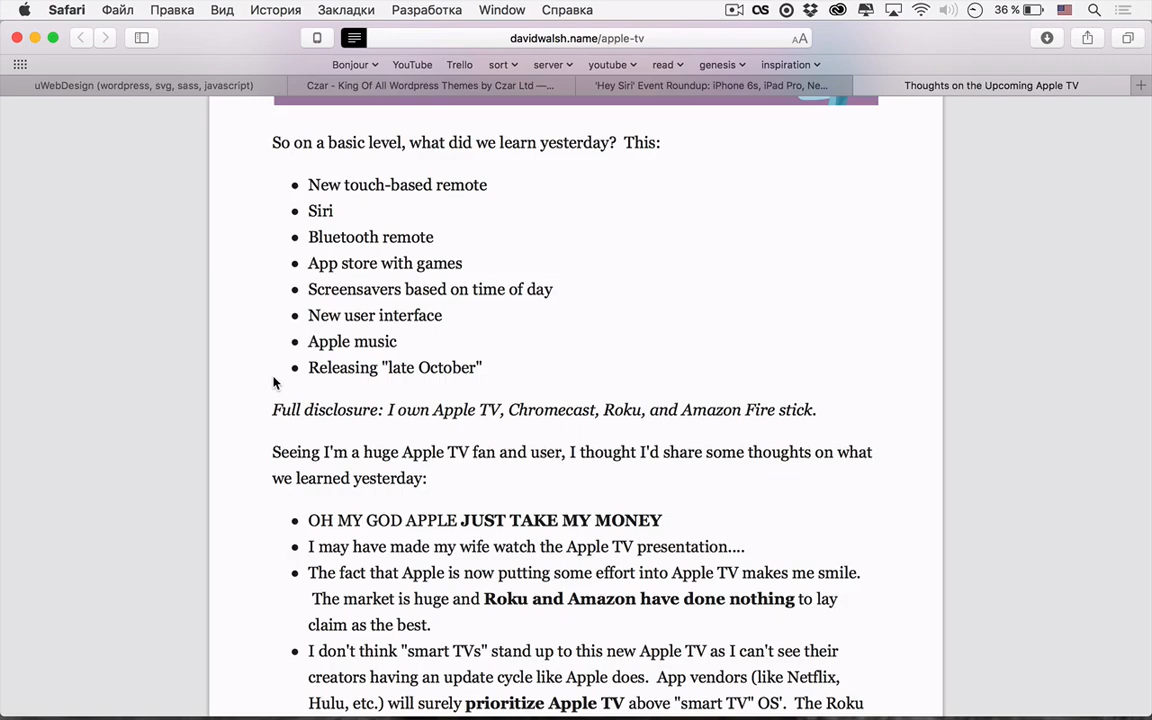 Safari Файл Правка Вид История Закладки Разработка Window Справка 36 %
davidwalsh.name/apple-tv AA
Bonjour YouTube Trello sort server youtube read genesis inspiration
uWebDesign (wordpress, svg, sass, javascript) Czar - King Of All Wordpress Themes by Czar Ltd —... 'Hey Siri' Event Roundup: iPhone 6s, iPad Pro, Ne... Thoughts on the Upcoming Apple TV
So on a basic level, what did we learn yesterday? This:
• New touch-based remote
• Siri
• Bluetooth remote
• App store with games
• Screensavers based on time of day
• New user interface
• Apple music
• Releasing "late October"
Full disclosure: I own Apple TV, Chromecast, Roku, and Amazon Fire stick.
Seeing I'm a huge Apple TV fan and user, I thought I'd share some thoughts on what
we learned yesterday:
• OH MY GOD APPLE JUST TAKE MY MONEY
• I may have made my wife watch the Apple TV presentation....
• The fact that Apple is now putting some effort into Apple TV makes me smile.
The market is huge and Roku and Amazon have done nothing to lay
claim as the best.
• I don't think "smart TVs" stand up to this new Apple TV as I can't see their
creators having an update cycle like Apple does. App vendors (like Netflix,
Hulu, etc.) will surely prioritize Apple TV above "smart TV" OS'. The Roku